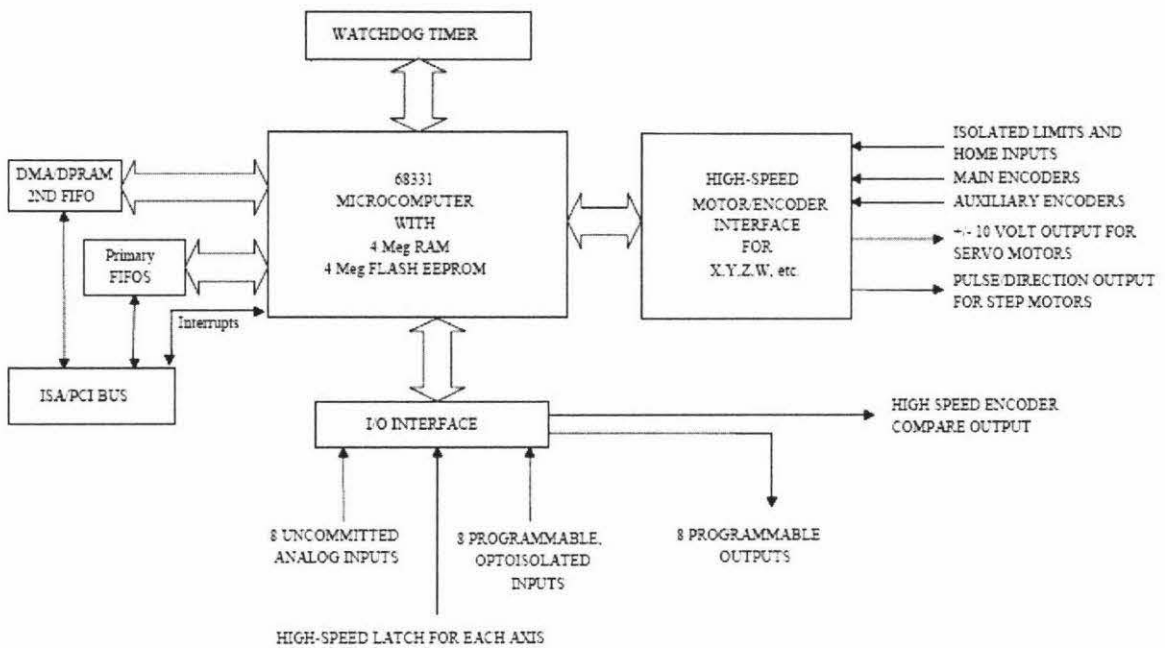 WATCHDOG TIMER
DMA/DPRAM
2ND FIFO
Primary
FIFOS
Interrupts
ISA/PCI BUS
68331
MICROCOMPUTER
WITH
4 Meg RAM
4 Meg FLASH EEPROM
HIGH-SPEED
MOTOR/ENCODER
INTERFACE
FOR
X.Y.Z.W, etc.
ISOLATED LIMITS AND
HOME INPUTS
MAIN ENCODERS
AUXILIARY ENCODERS
+/- 10 VOLT OUTPUT FOR
SERVO MOTORS
PULSE/DIRECTION OUTPUT
FOR STEP MOTORS
I/O INTERFACE
HIGH SPEED ENCODER
COMPARE OUTPUT
8 UNCOMMITTED
ANALOG INPUTS
8 PROGRAMMABLE,
OPTOISOLATED
INPUTS
8 PROGRAMMABLE
OUTPUTS
HIGH-SPEED LATCH FOR EACH AXIS